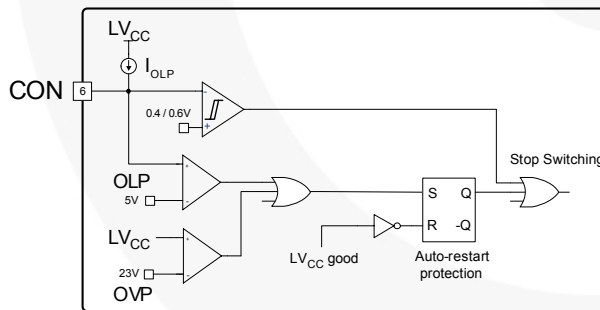 LVCC
IOLP
CON
6
-
0.4 / 0.6V
+
Stop Switching
+
OLP
5V
-
S Q
R -Q
LVCC
+
23V
-
OVP
LVCC good
Auto-restart
protection